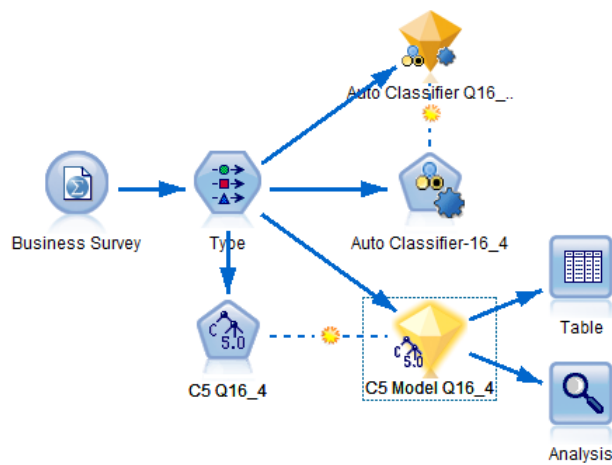 Auto Classifier Q16_..
Business Survey
Type
Auto Classifier-16_4
C 5.0
C5 Q16_4
C 5.0
C5 Model Q16_4
Table
Analysis